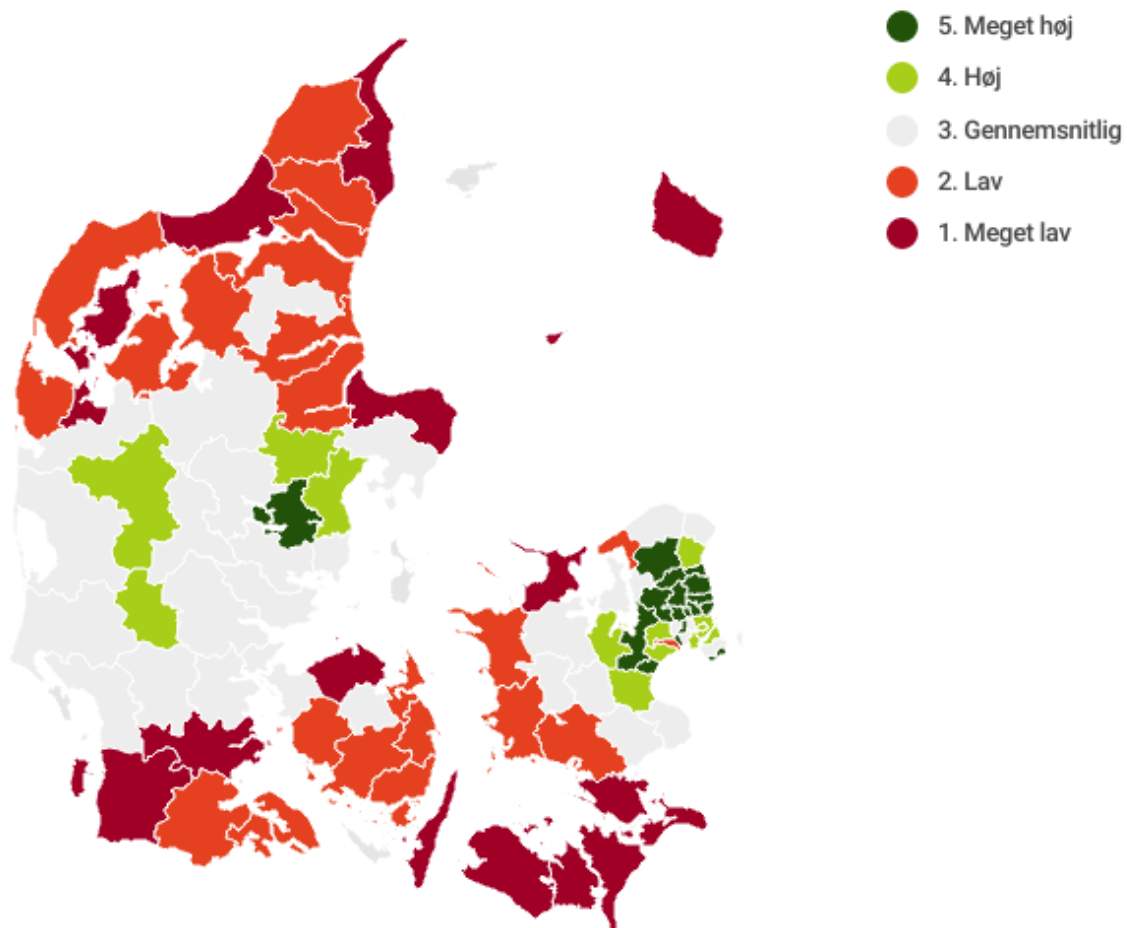 5. Meget høj
4. Høj
3. Gennemsnitlig
2. Lav
1. Meget lav